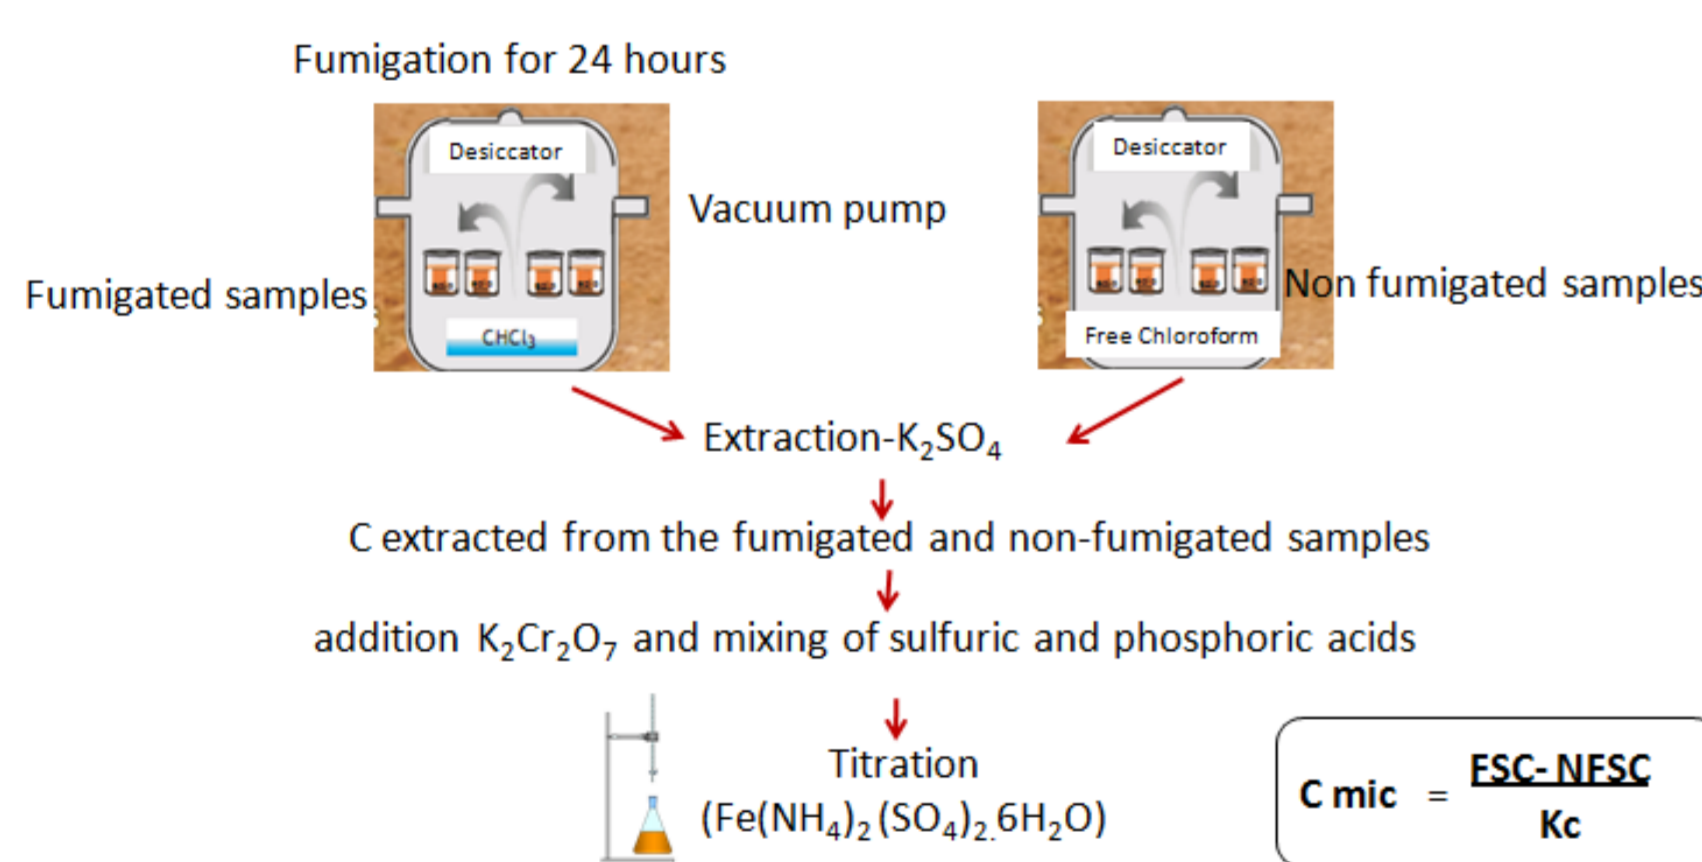 Fumigation for 24 hours
Desiccator
Desiccator
Vacuum pump
Fumigated samples
Non fumigated samples
CHCl₃
Free Chloroform
Extraction-K₂SO₄
C extracted from the fumigated and non-fumigated samples
addition K₂Cr₂O₇ and mixing of sulfuric and phosphoric acids
Titration
(Fe(NH₄)₂(SO₄)₂.6H₂O)
C mic = FSC- NFSC
Kc